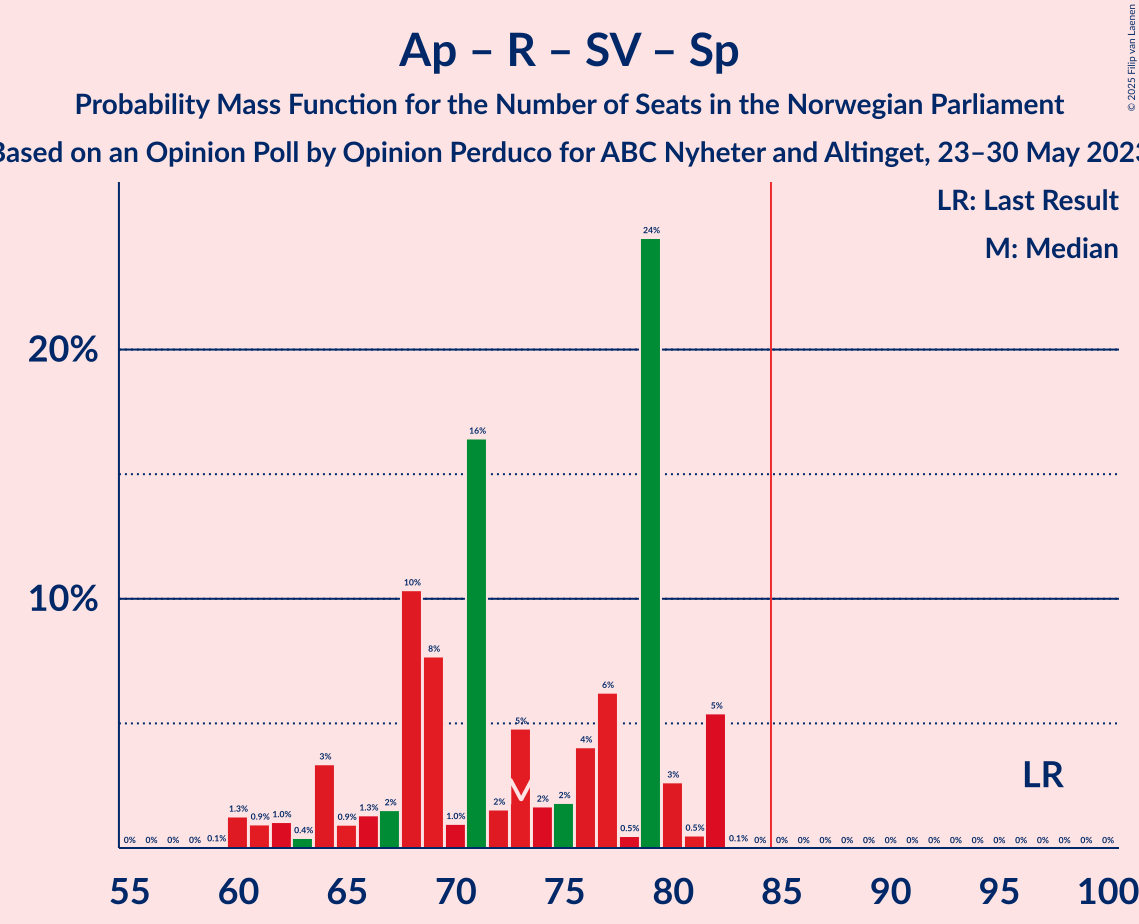 Ap – R – SV – Sp
Probability Mass Function for the Number of Seats in the Norwegian Parliament
Based on an Opinion Poll by Opinion Perduco for ABC Nyheter and Altinget, 23–30 May 2023
© 2025 Filip van Laenen
LR: Last Result
M: Median
20%
10%
0% 0% 0% 0% 0.1% 1.3% 0.9% 1.0% 0.4% 3% 0.9% 1.3% 2% 10% 8% 1.0% 16% 2% 5% 2% 2% 4% 6% 0.5% 24% 3% 0.5% 5% 0.1% 0% 0% 0% 0% 0% 0% 0% 0% 0% 0% 0% 0% 0% 0% 0% 0% 0%
M
LR
55 60 65 70 75 80 85 90 95 100